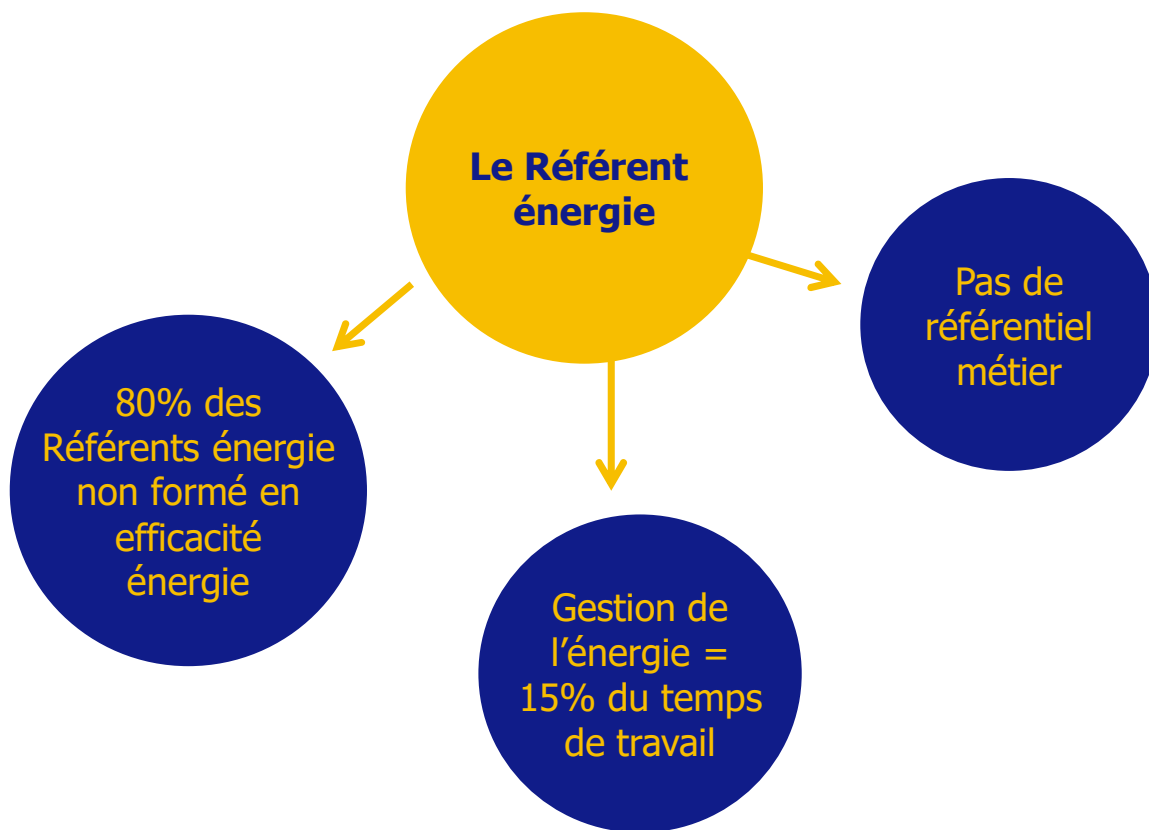 Le Référent
énergie
Pas de
référentiel
métier
80% des
Référents énergie
non formé en
efficacité
énergie
Gestion de
l’énergie =
15% du temps
de travail